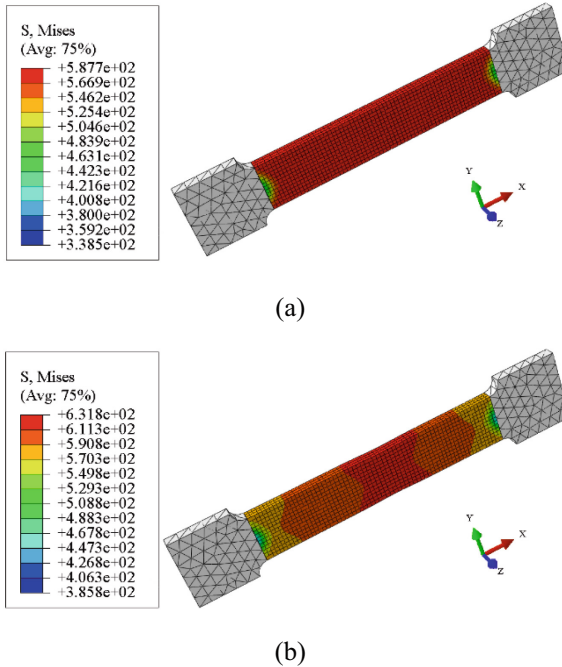 S, Mises
(Avg: 75%)
+5.877e+02
+5.669e+02
+5.462e+02
+5.254e+02
+5.046e+02
+4.839e+02
+4.631e+02
+4.423e+02
+4.216e+02
+4.008e+02
+3.800e+02
+3.592e+02
+3.385e+02
Y
X
Z
(a)
S, Mises
(Avg: 75%)
+6.318e+02
+6.113e+02
+5.908e+02
+5.703e+02
+5.498e+02
+5.293e+02
+5.088e+02
+4.883e+02
+4.678e+02
+4.473e+02
+4.268e+02
+4.063e+02
+3.858e+02
Y
X
Z
(b)